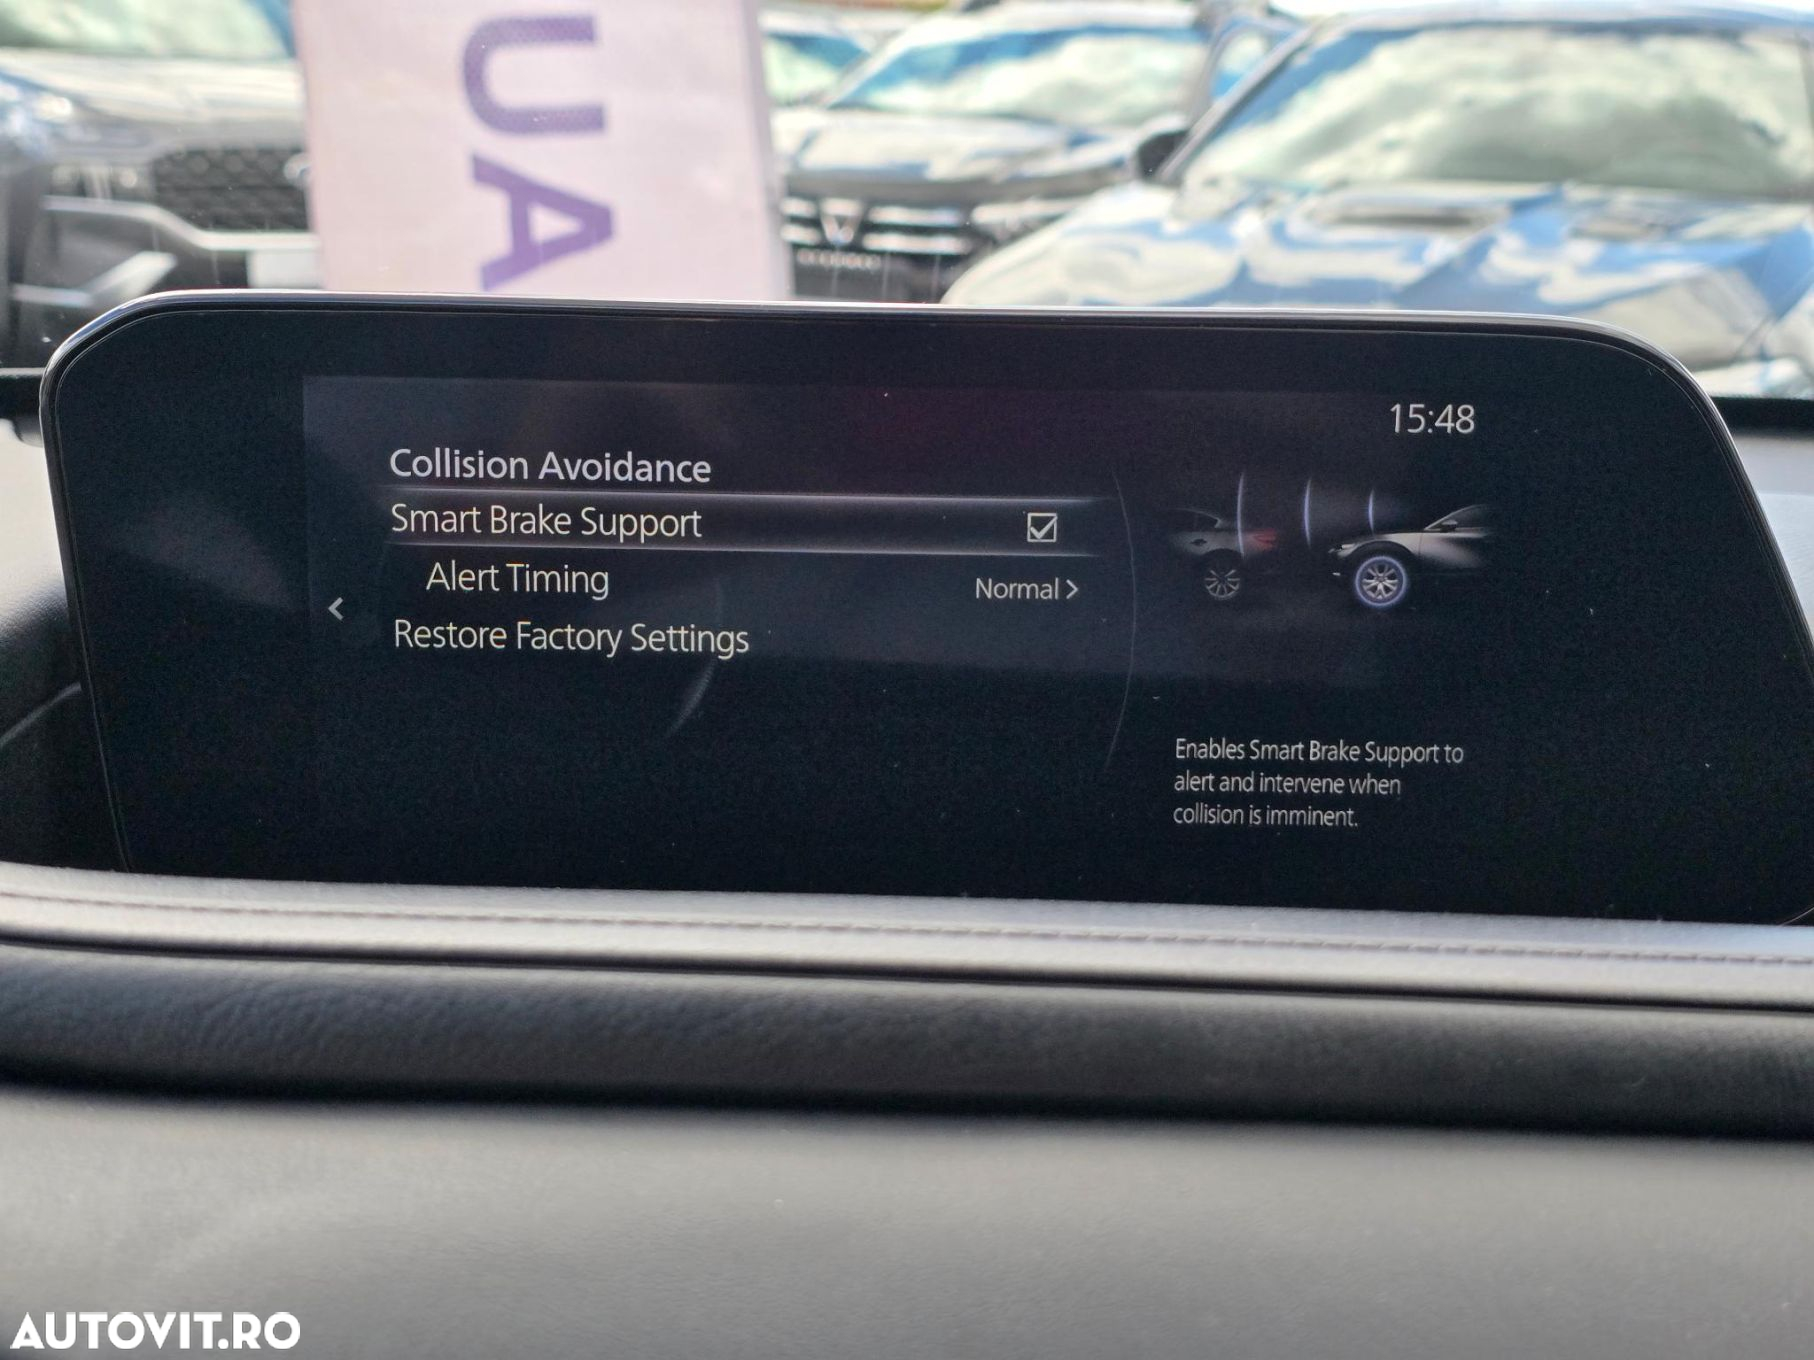 UA
15:48
Collision Avoidance
Smart Brake Support
Alert Timing
Normal >
<
Restore Factory Settings
Enables Smart Brake Support to
alert and intervene when
collision is imminent.
AUTOVIT.RO